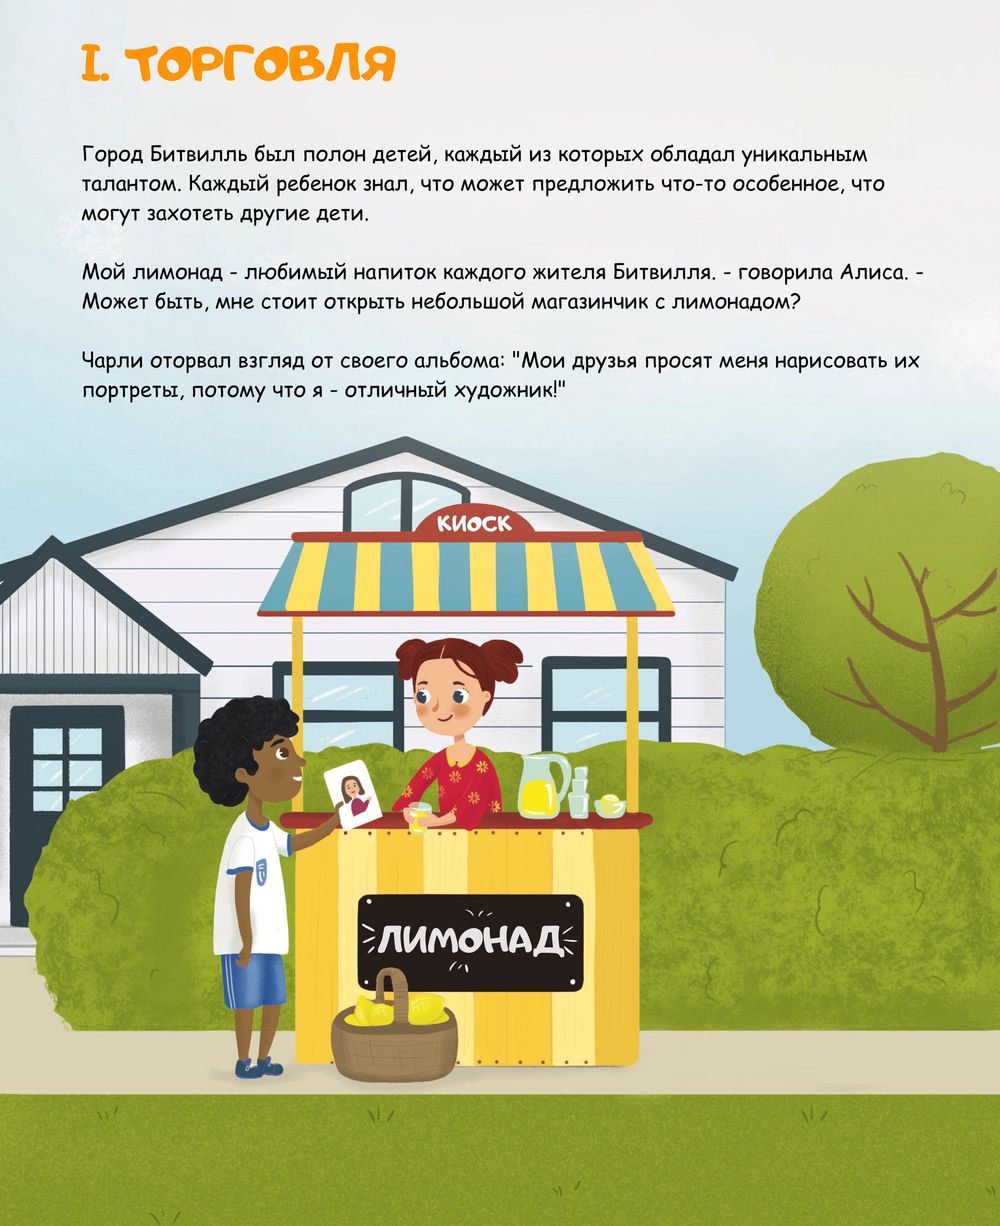 I. ТОРГОВЛЯ
Город Битвилль был полон детей, каждый из которых обладал уникальным
талантом. Каждый ребенок знал, что может предложить что-то особенное, что
могут захотеть другие дети.
Мой лимонад - любимый напиток каждого жителя Битвилля. - говорила Алиса. -
Может быть, мне стоит открыть небольшой магазинчик с лимонадом?
Чарли оторвал взгляд от своего альбома: "Мои друзья просят меня нарисовать их
портреты, потому что я - отличный художник!"
КИОСК
ЛИМОНАД